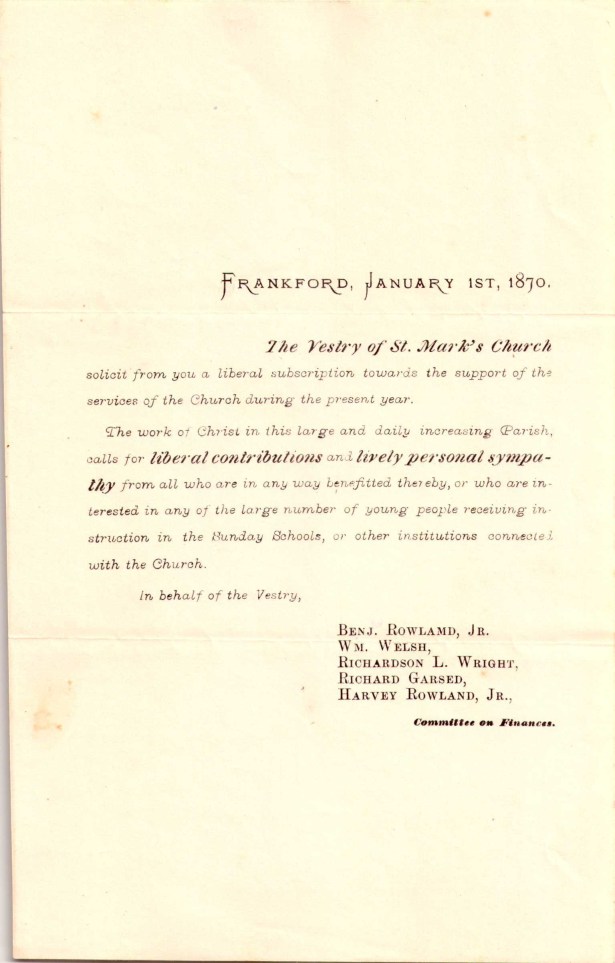 Frankford, January 1st, 1870.
The Vestry of St. Mark's Church
solicit from you a liberal subscription towards the support of the
services of the Church during the present year.
The work of Christ in this large and daily increasing Parish,
calls for liberal contributions and lively personal sympa-
thy from all who are in any way benefitted thereby, or who are in-
terested in any of the large number of young people receiving in-
struction in the Sunday Schools, or other institutions connected
with the Church.
In behalf of the Vestry,
Benj. Rowlamd, Jr.
Wm. Welsh,
Richardson L. Wright,
Richard Garsed,
Harvey Rowland, Jr.,
Committee on Finances.